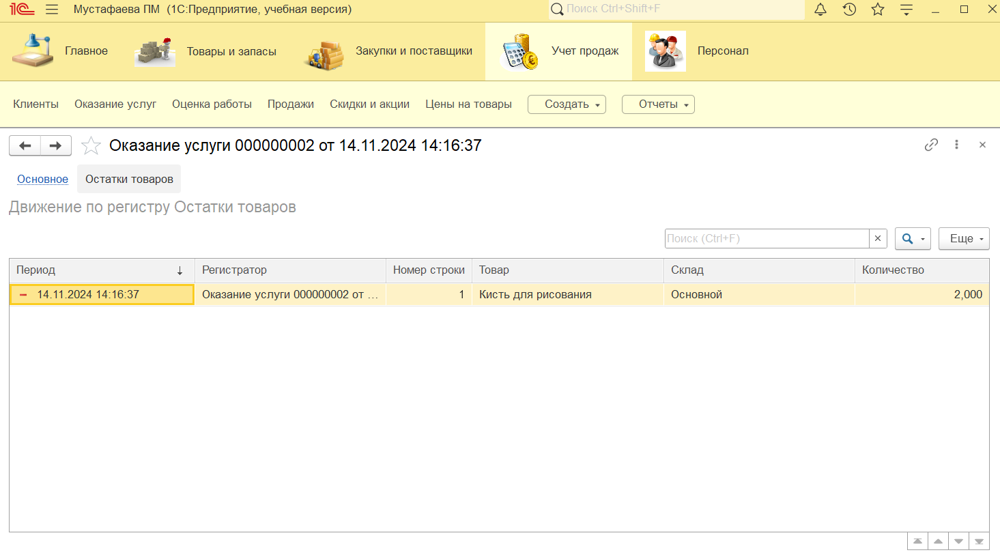 1С Мустафаева ПМ (1С:Предприятие, учебная версия) Поиск Ctrl+Shift+F
Главное Товары и запасы Закупки и поставщики Учет продаж Персонал
Клиенты Оказание услуг Оценка работы Продажи Скидки и акции Цены на товары Создать Отчеты
Оказание услуги 000000002 от 14.11.2024 14:16:37
Основное Остатки товаров
Движение по регистру Остатки товаров
Поиск (Ctrl+F) Еще
Период Регистратор Номер строки Товар Склад Количество
14.11.2024 14:16:37 Оказание услуги 000000002 от ... 1 Кисть для рисования Основной 2,000